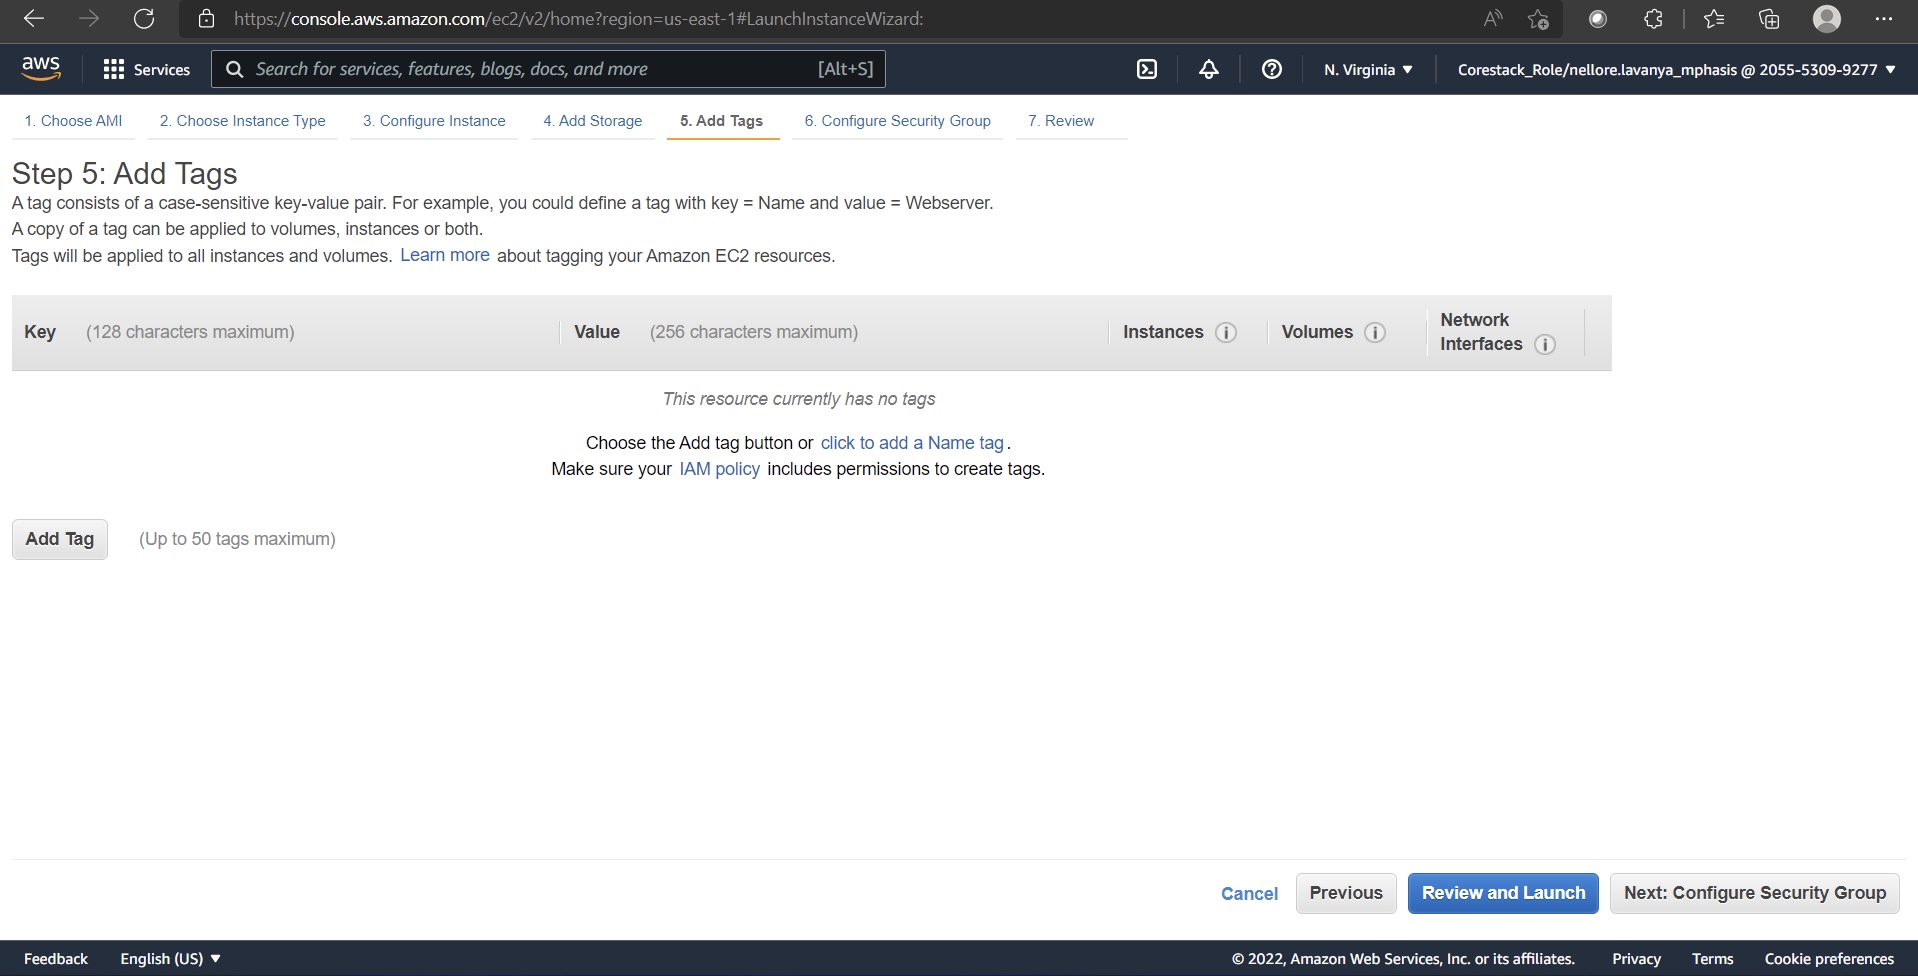 https://console.aws.amazon.com/ec2/v2/home?region=us-east-1#LaunchInstanceWizard:
aws Services Search for services, features, blogs, docs, and more [Alt+S] N. Virginia ▼ Corestack_Role/nellore.lavanya_mphasis @ 2055-5309-9277 ▼
1. Choose AMI 2. Choose Instance Type 3. Configure Instance 4. Add Storage 5. Add Tags 6. Configure Security Group 7. Review
Step 5: Add Tags
A tag consists of a case-sensitive key-value pair. For example, you could define a tag with key = Name and value = Webserver.
A copy of a tag can be applied to volumes, instances or both.
Tags will be applied to all instances and volumes. Learn more about tagging your Amazon EC2 resources.
Key (128 characters maximum) Value (256 characters maximum) Instances i Volumes i Network
Interfaces i
This resource currently has no tags
Choose the Add tag button or click to add a Name tag.
Make sure your IAM policy includes permissions to create tags.
Add Tag (Up to 50 tags maximum)
Cancel Previous Review and Launch Next: Configure Security Group
Feedback English (US) ▼ © 2022, Amazon Web Services, Inc. or its affiliates. Privacy Terms Cookie preferences